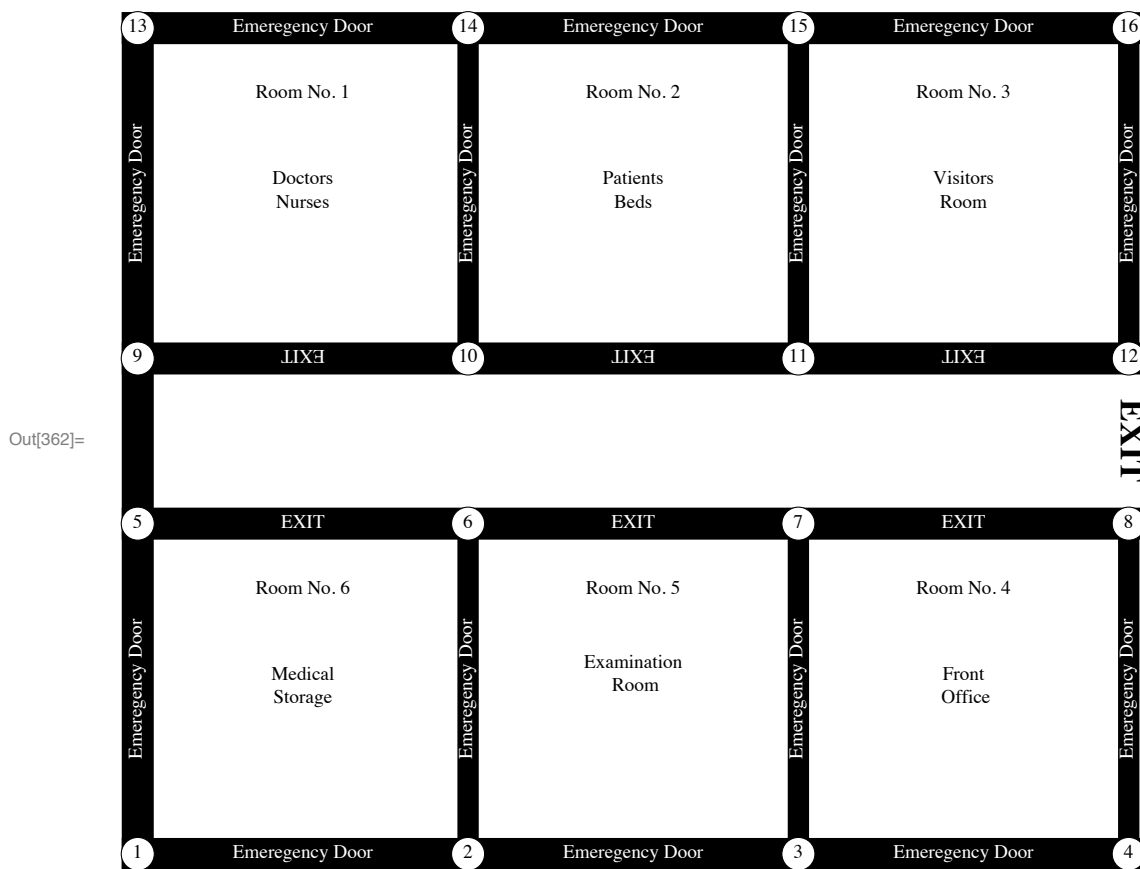 13 Emeregency Door 14 Emeregency Door 15 Emeregency Door 16
Room No. 1 Room No. 2 Room No. 3
Emeregency Door Emeregency Door Emeregency Door Emeregency Door
Doctors Patients Visitors
Nurses Beds Room
9 EXIT 10 EXIT 11 EXIT 12
EXIT
Out[362]=
5 EXIT 6 EXIT 7 EXIT 8
Room No. 6 Room No. 5 Room No. 4
Emeregency Door Emeregency Door Emeregency Door Emeregency Door
Medical Examination Front
Storage Room Office
1 Emeregency Door 2 Emeregency Door 3 Emeregency Door 4